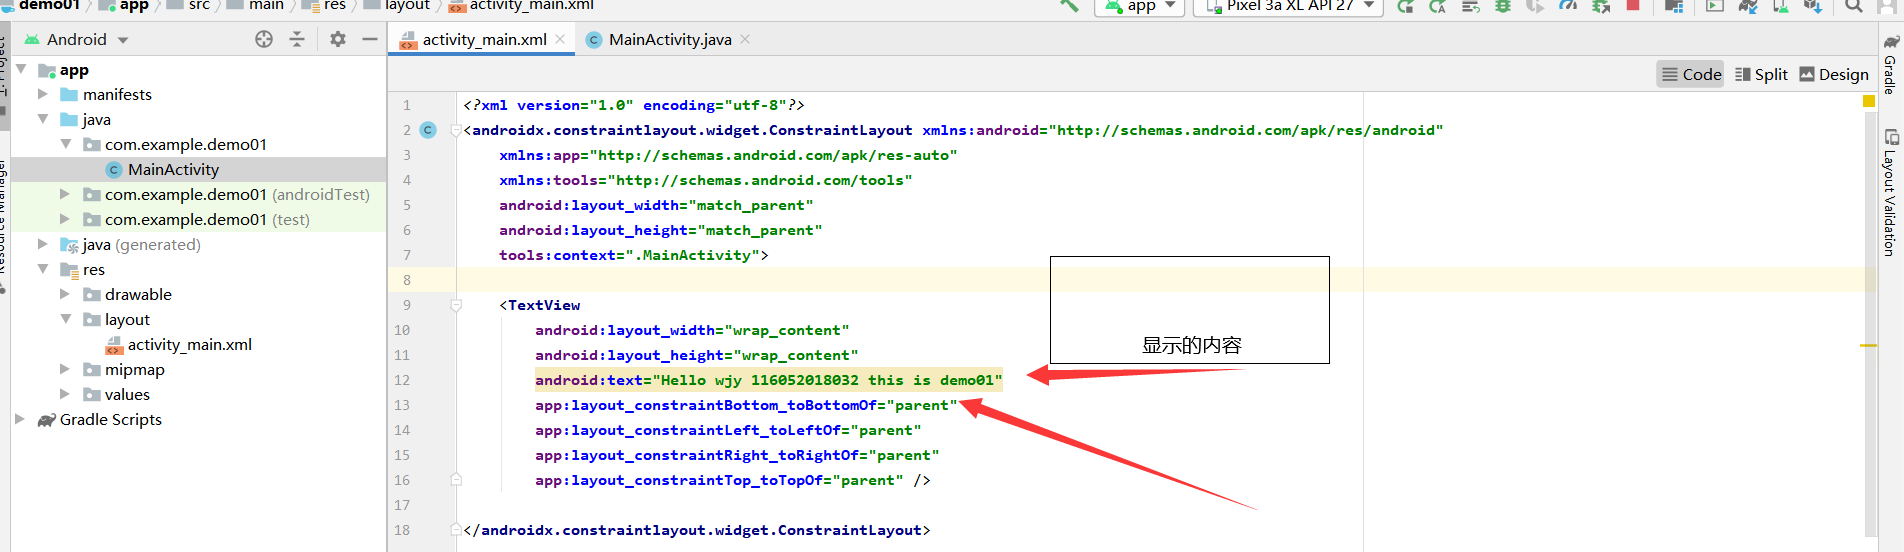 demo01 > app > src > main > res > layout > activity_main.xml
app
Pixel 3a XL API 27
Android
activity_main.xml
MainActivity.java
Code
Split
Design
app
manifests
java
com.example.demo01
MainActivity
com.example.demo01 (androidTest)
com.example.demo01 (test)
java (generated)
res
drawable
layout
activity_main.xml
mipmap
values
Gradle Scripts
1 <?xml version="1.0" encoding="utf-8"?>
2 <androidx.constraintlayout.widget.ConstraintLayout xmlns:android="http://schemas.android.com/apk/res/android"
3 xmlns:app="http://schemas.android.com/apk/res-auto"
4 xmlns:tools="http://schemas.android.com/tools"
5 android:layout_width="match_parent"
6 android:layout_height="match_parent"
7 tools:context=".MainActivity">
8
9 <TextView
10 android:layout_width="wrap_content"
11 android:layout_height="wrap_content"
12 android:text="Hello wjy 116052018032 this is demo01"
13 app:layout_constraintBottom_toBottomOf="parent"
14 app:layout_constraintLeft_toLeftOf="parent"
15 app:layout_constraintRight_toRightOf="parent"
16 app:layout_constraintTop_toTopOf="parent" />
17
18 </androidx.constraintlayout.widget.ConstraintLayout>
显示的内容
Gradle
Layout Validation